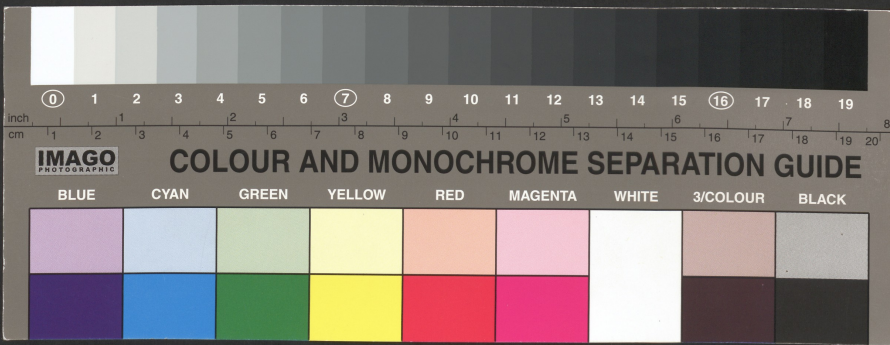 0 1 2 3 4 5 6 7 8 9 10 11 12 13 14 15 16 17 18 19
inch 1 2 3 4 5 6 7 8
cm 1 2 3 4 5 6 7 8 9 10 11 12 13 14 15 16 17 18 19 20
IMAGO
PHOTOGRAPHIC
COLOUR AND MONOCHROME SEPARATION GUIDE
BLUE CYAN GREEN YELLOW RED MAGENTA WHITE 3/COLOUR BLACK